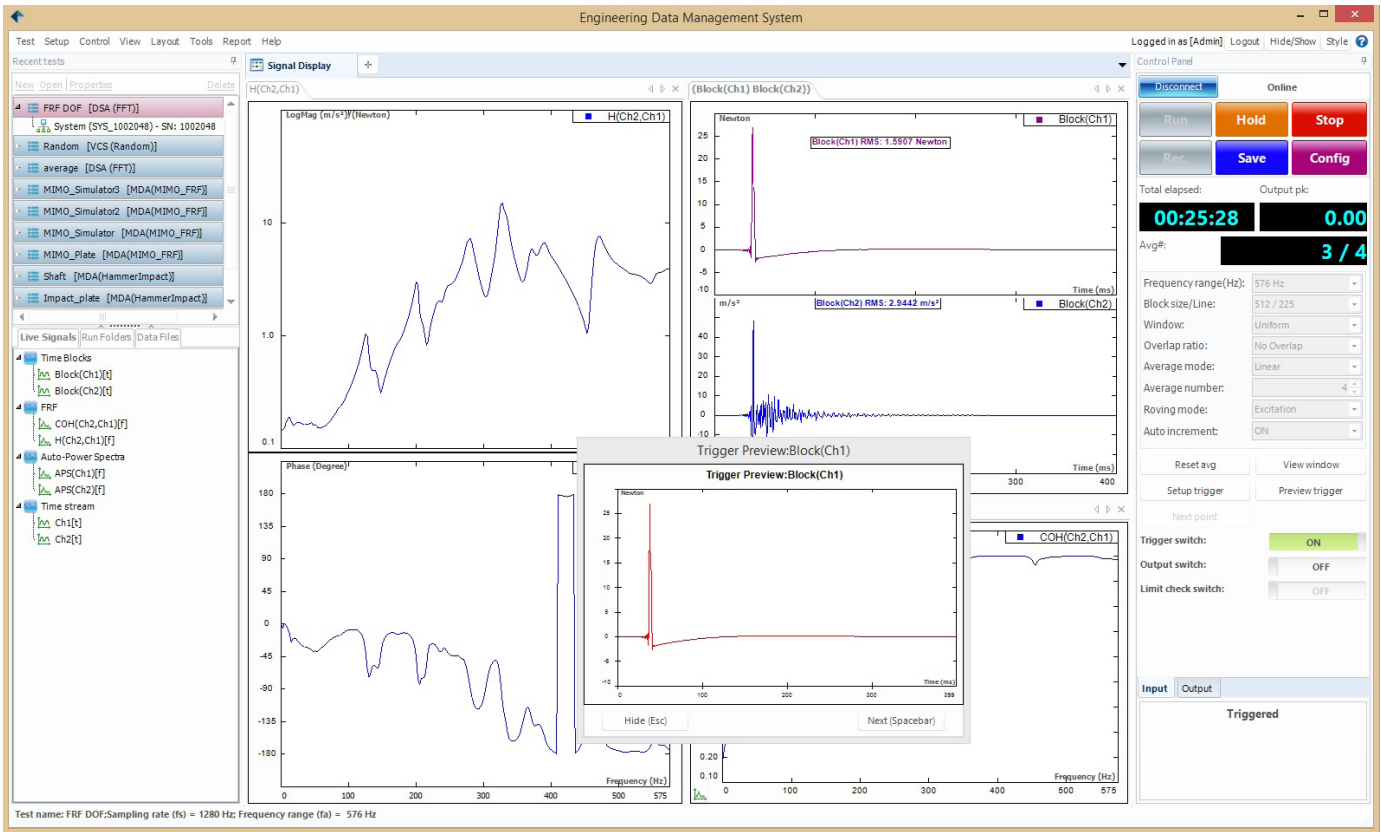 Engineering Data Management System
Test Setup Control View Layout Tools Report Help
Logged in as [Admin] Logout Hide/Show Style ?
Recent tests
New Open Properties Delete
FRF DOF [DSA (FFT)]
System (SYS_1002048) - SN: 1002048
Random [VCS (Random)]
average [DSA (FFT)]
MIMO_Simulator3 [MDA(MIMO_FRF)]
MIMO_Simulator2 [MDA(MIMO_FRF)]
MIMO_Simulator [MDA(MIMO_FRF)]
MIMO_Plate [MDA(MIMO_FRF)]
Shaft [MDA(HammerImpact)]
Impact_plate [MDA(HammerImpact)]
Live Signals Run Folders Data Files
Time Blocks
Block(Ch1)[t]
Block(Ch2)[t]
FRF
COH(Ch2,Ch1)[f]
H(Ch2,Ch1)[f]
Auto-Power Spectra
APS(Ch1)[f]
APS(Ch2)[f]
Time stream
Ch1[t]
Ch2[t]
Signal Display +
H(Ch2,Ch1)
LogMag (m/s²)/(Newton)
H(Ch2,Ch1)
10
1.0
0.1
Phase (Degree)
180
135
90
45
0
-45
-90
-135
-180
Frequency (Hz)
0 100 200 300 400 500 575
{Block(Ch1) Block(Ch2)}
Newton
Block(Ch1)
Block(Ch1) RMS: 1.5907 Newton
25
20
15
10
5
0
-5
-10
Time (ms)
m/s²
Block(Ch2) RMS: 2.9442 m/s²
Block(Ch2)
40
30
20
10
0
-10
Time (ms)
300 400
COH(Ch2,Ch1)
0.20
0.10
Frequency (Hz)
0 100 200 300 400 500 575
Trigger Preview:Block(Ch1)
Trigger Preview:Block(Ch1)
Newton
25
20
15
10
5
0
-5
-10
Time (ms)
0 100 200 300 399
Hide (Esc) Next (Spacebar)
Control Panel
Disconnect Online
Run Hold Stop
Rec. Save Config
Total elapsed: Output pk:
00:25:28 0.00
Avg#:
3 / 4
Frequency range(Hz): 576 Hz
Block size/Line: 512 / 225
Window: Uniform
Overlap ratio: No Overlap
Average mode: Linear
Average number: 4
Roving mode: Excitation
Auto increment: ON
Reset avg View window
Setup trigger Preview trigger
Next point
Trigger switch: ON
Output switch: OFF
Limit check switch: OFF
Input Output
Triggered
Test name: FRF DOF;Sampling rate (fs) = 1280 Hz; Frequency range (fa) = 576 Hz